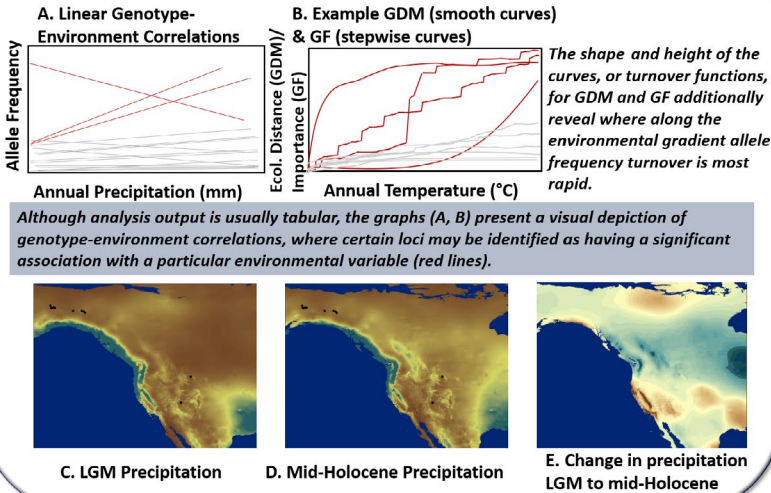 A. Linear Genotype-
Environment Correlations
Allele Frequency
Annual Precipitation (mm)
B. Example GDM (smooth curves)
& GF (stepwise curves)
Ecol. Distance (GDM)/
Importance (GF)
Annual Temperature (°C)
The shape and height of the
curves, or turnover functions,
for GDM and GF additionally
reveal where along the
environmental gradient allele
frequency turnover is most
rapid.
Although analysis output is usually tabular, the graphs (A, B) present a visual depiction of
genotype-environment correlations, where certain loci may be identified as having a significant
association with a particular environmental variable (red lines).
C. LGM Precipitation
D. Mid-Holocene Precipitation
E. Change in precipitation
LGM to mid-Holocene